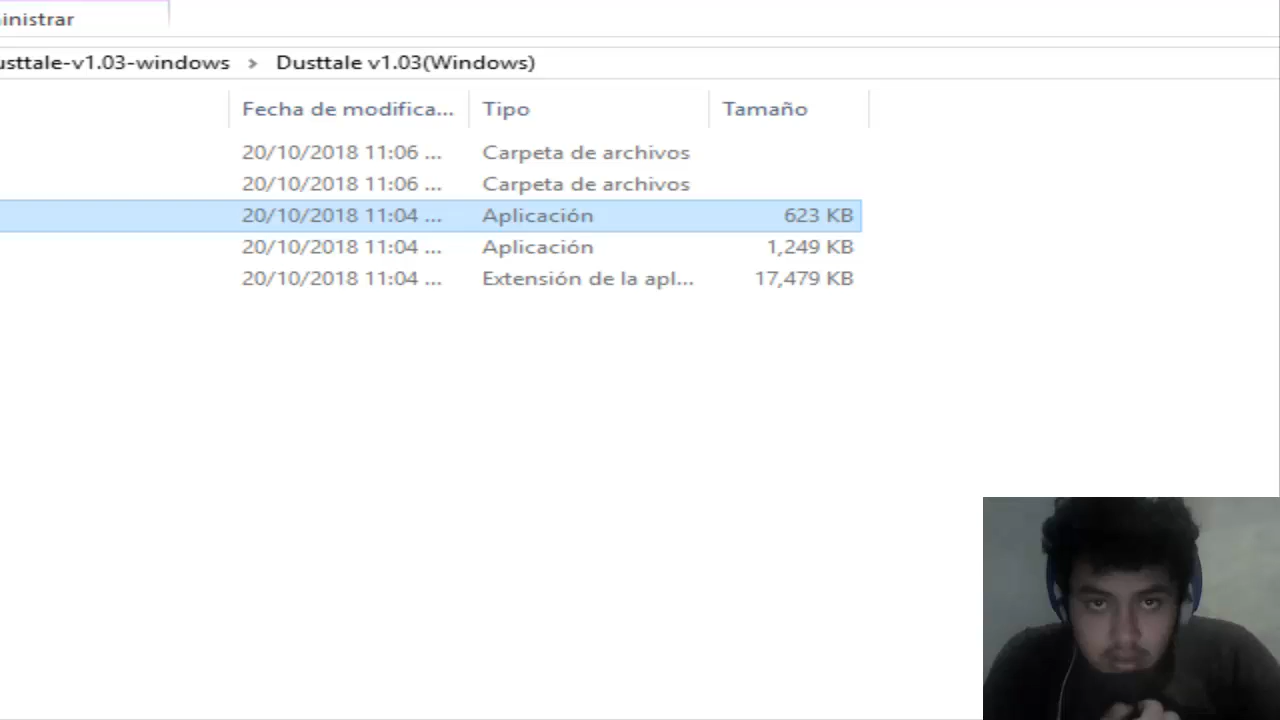 inistrar
usttale-v1.03-windows > Dusttale v1.03(Windows)
Fecha de modifica... Tipo Tamaño
20/10/2018 11:06 ... Carpeta de archivos
20/10/2018 11:06 ... Carpeta de archivos
20/10/2018 11:04 ... Aplicación 623 KB
20/10/2018 11:04 ... Aplicación 1,249 KB
20/10/2018 11:04 ... Extensión de la apl... 17,479 KB